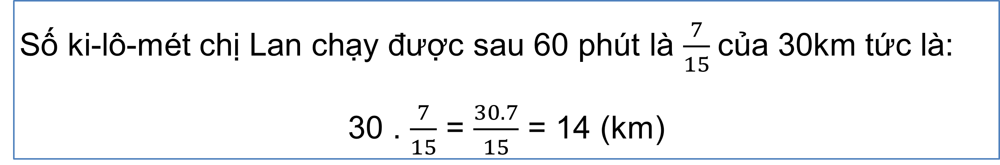 Số ki-lô-mét chị Lan chạy được sau 60 phút là 7/15 của 30km tức là:
30 . 7/15 = 30.7/15 = 14 (km)